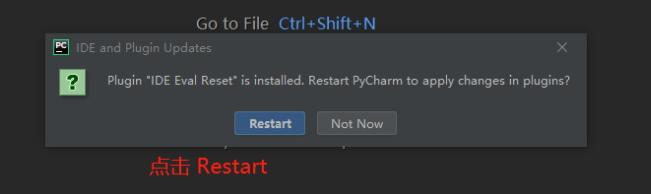 Go to File Ctrl+Shift+N
PC
IDE and Plugin Updates
?
Plugin "IDE Eval Reset" is installed. Restart PyCharm to apply changes in plugins?
Restart
Not Now
点击 Restart